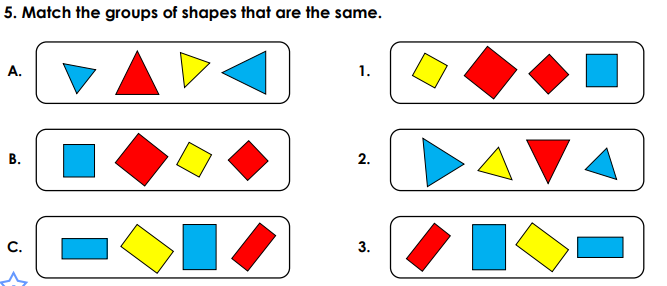 5. Match the groups of shapes that are the same.
A.
1.
B.
2.
C.
3.